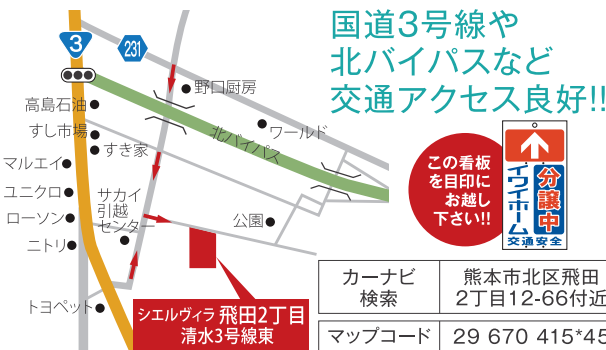 国道3号線や
北バイパスなど
交通アクセス良好!!
3
231
野口厨房
高島石油
すし市場
すき家
北バイパス
ワールド
マルエイ
ユニクロ
ローソン
ニトリ
サカイ
引越
センター
公園
トヨペット
この看板
を目印に
お越し
下さい!!
分譲中
イワイホーム
交通安全
シエルヴィラ 飛田2丁目
清水3号線東
カーナビ
検索
熊本市北区飛田
2丁目12-66付近
マップコード
29 670 415*45